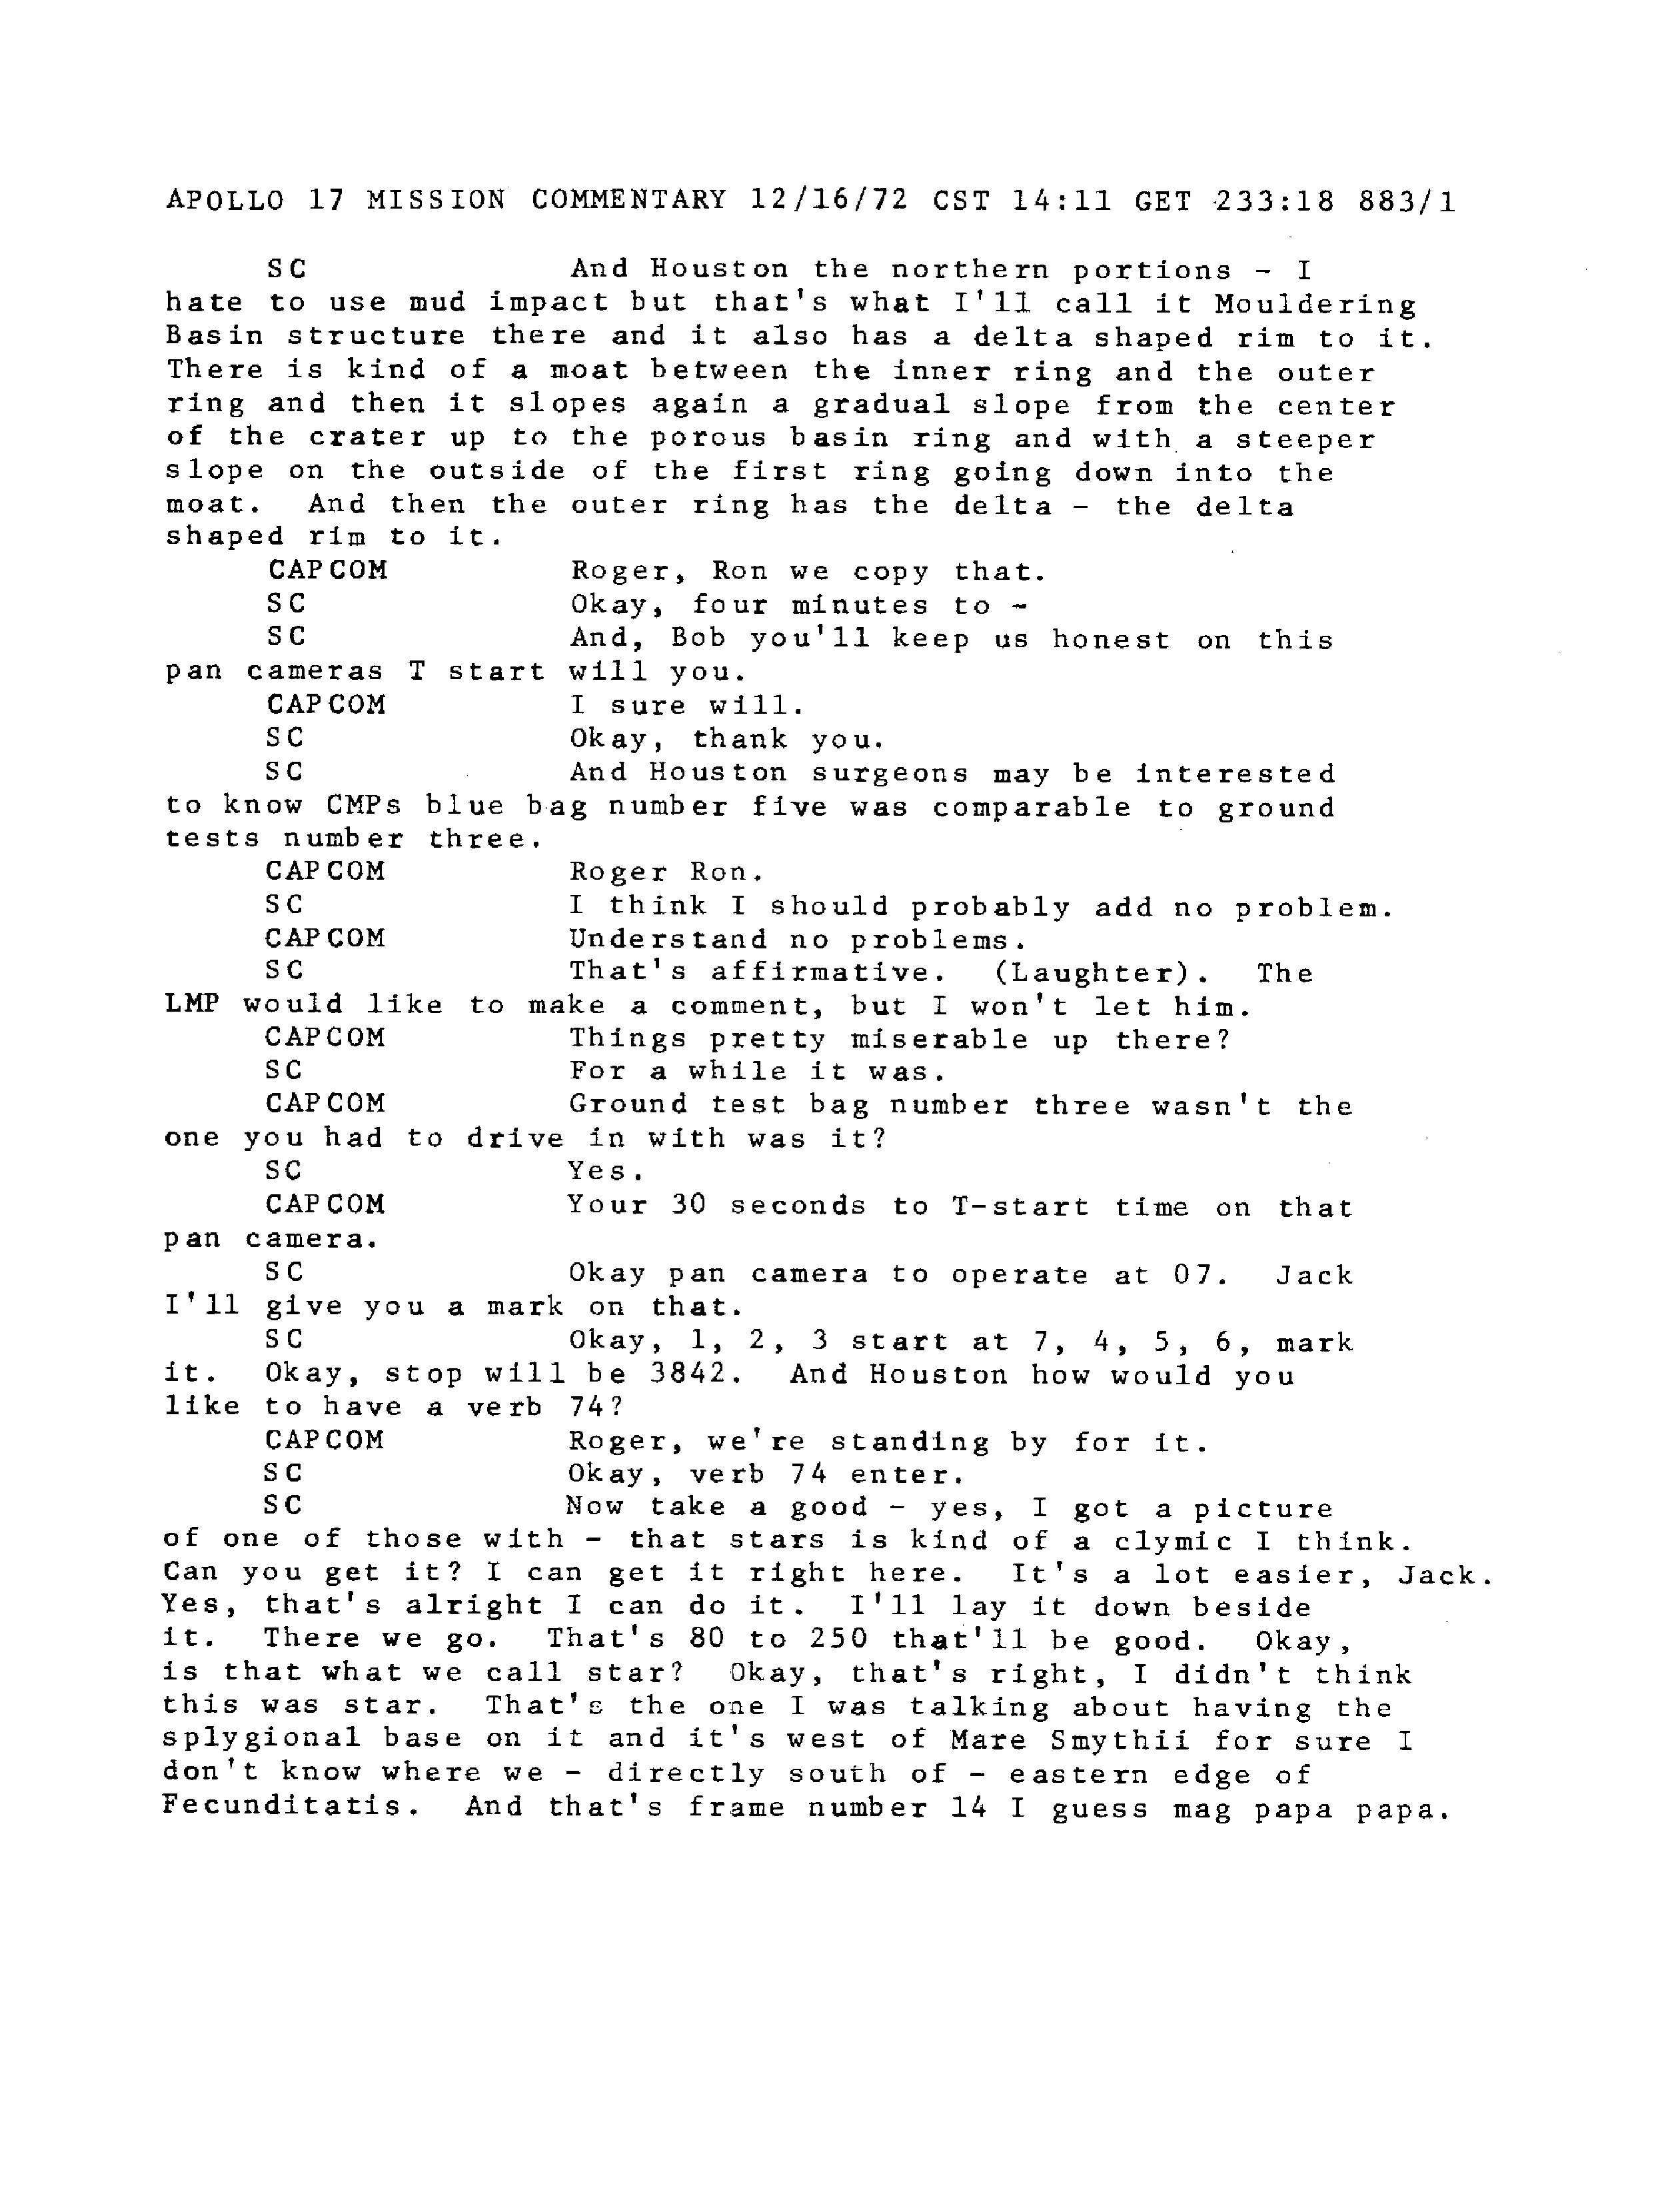 APOLLO 17 MISSION COMMENTARY 12/16/72 CST 14:11 GET 233:18 883/1
SC And Houston the northern portions - I
hate to use mud impact but that's what I'll call it Mouldering
Basin structure there and it also has a delta shaped rim to it.
There is kind of a moat between the inner ring and the outer
ring and then it slopes again a gradual slope from the center
of the crater up to the porous basin ring and with a steeper
slope on the outside of the first ring going down into the
moat. And then the outer ring has the delta - the delta
shaped rim to it.
CAPCOM Roger, Ron we copy that.
SC Okay, four minutes to -
SC And, Bob you'll keep us honest on this
pan cameras T start will you.
CAPCOM I sure will.
SC Okay, thank you.
SC And Houston surgeons may be interested
to know CMPs blue bag number five was comparable to ground
tests number three.
CAPCOM Roger Ron.
SC I think I should probably add no problem.
CAPCOM Understand no problems.
SC That's affirmative. (Laughter). The
LMP would like to make a comment, but I won't let him.
CAPCOM Things pretty miserable up there?
SC For a while it was.
CAPCOM Ground test bag number three wasn't the
one you had to drive in with was it?
SC Yes.
CAPCOM Your 30 seconds to T-start time on that
pan camera.
SC Okay pan camera to operate at 07. Jack
I'll give you a mark on that.
SC Okay, 1, 2, 3 start at 7, 4, 5, 6, mark
it. Okay, stop will be 3842. And Houston how would you
like to have a verb 74?
CAPCOM Roger, we're standing by for it.
SC Okay, verb 74 enter.
SC Now take a good - yes, I got a picture
of one of those with - that stars is kind of a clymic I think.
Can you get it? I can get it right here. It's a lot easier, Jack.
Yes, that's alright I can do it. I'll lay it down beside
it. There we go. That's 80 to 250 that'll be good. Okay,
is that what we call star? Okay, that's right, I didn't think
this was star. That's the one I was talking about having the
splygional base on it and it's west of Mare Smythii for sure I
don't know where we - directly south of - eastern edge of
Fecunditatis. And that's frame number 14 I guess mag papa papa.